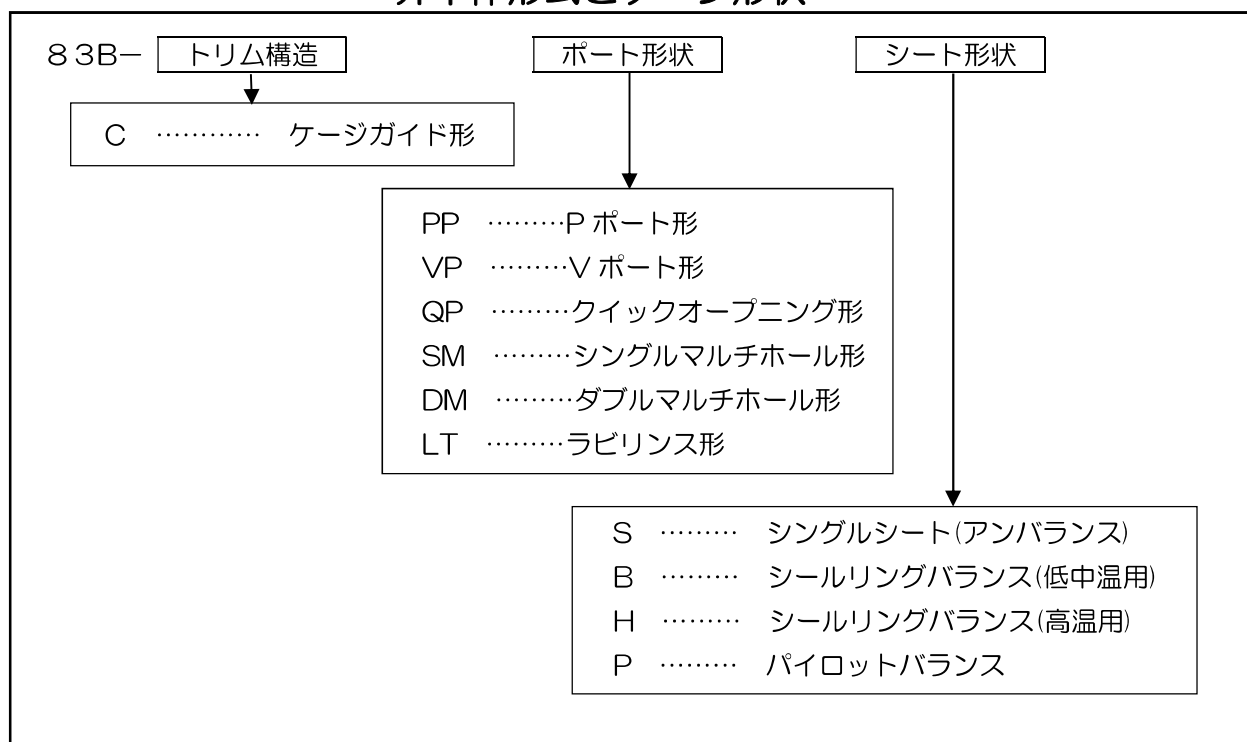 83B－ トリム構造 ポート形状 シート形状
C ………… ケージガイド形
PP ………Pポート形
VP ………Vポート形
QP ………クイックオープニング形
SM ………シングルマルチホール形
DM ………ダブルマルチホール形
LT ………ラビリンス形
S ……… シングルシート(アンバランス)
B ……… シールリングバランス(低中温用)
H ……… シールリングバランス(高温用)
P ……… パイロットバランス